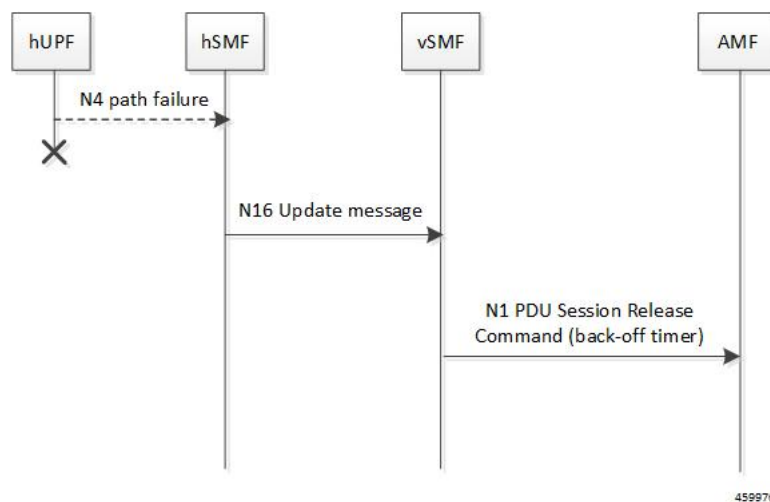 hUPF
hSMF
vSMF
AMF
N4 path failure
N16 Update message
N1 PDU Session Release
Command (back-off timer)